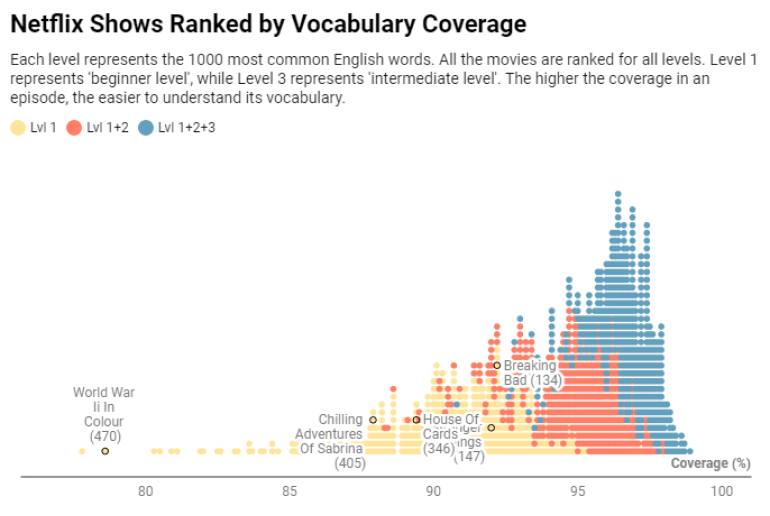 Netflix Shows Ranked by Vocabulary Coverage
Each level represents the 1000 most common English words. All the movies are ranked for all levels. Level 1
represents 'beginner level', while Level 3 represents 'intermediate level'. The higher the coverage in an
episode, the easier to understand its vocabulary.
Lvl 1 Lvl 1+2 Lvl 1+2+3
Breaking
Bad (134)
World War
Ii In
Colour
(470)
Chilling
Adventures
Of Sabrina
(405)
House Of
Cards
(346)
(147)
Coverage (%)
80 85 90 95 100